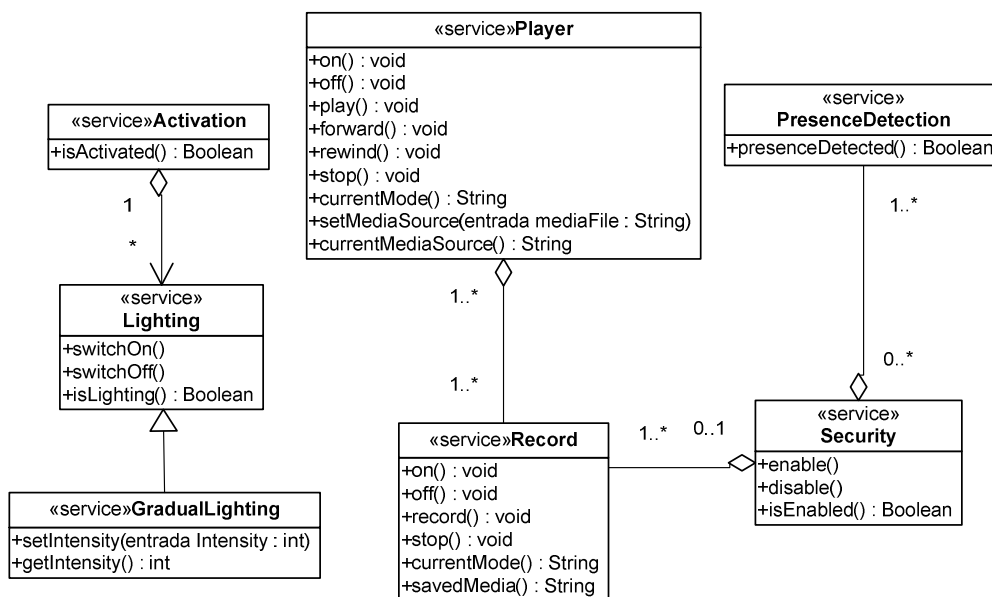 «service»Player
+on() : void
+off() : void
+play() : void
+forward() : void
+rewind() : void
+stop() : void
+currentMode() : String
+setMediaSource(entrada mediaFile : String)
+currentMediaSource() : String
«service»Activation
+isActivated() : Boolean
1
*
«service»
Lighting
+switchOn()
+switchOff()
+isLighting() : Boolean
«service»GradualLighting
+setIntensity(entrada Intensity : int)
+getIntensity() : int
1..*
1..*
«service»Record
+on() : void
+off() : void
+record() : void
+stop() : void
+currentMode() : String
+savedMedia() : String
«service»
PresenceDetection
+presenceDetected() : Boolean
1..*
0..*
1..*
0..1
«service»
Security
+enable()
+disable()
+isEnabled() : Boolean